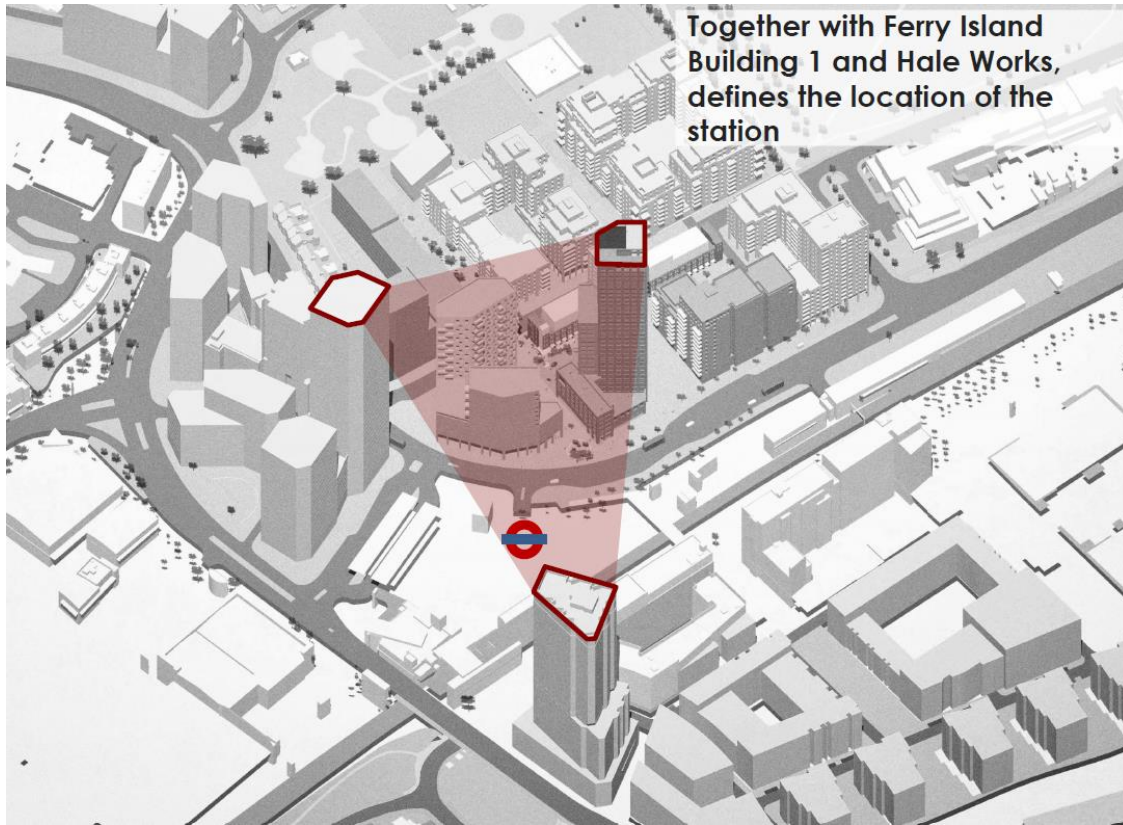 Together with Ferry Island
Building 1 and Hale Works,
defines the location of the
station